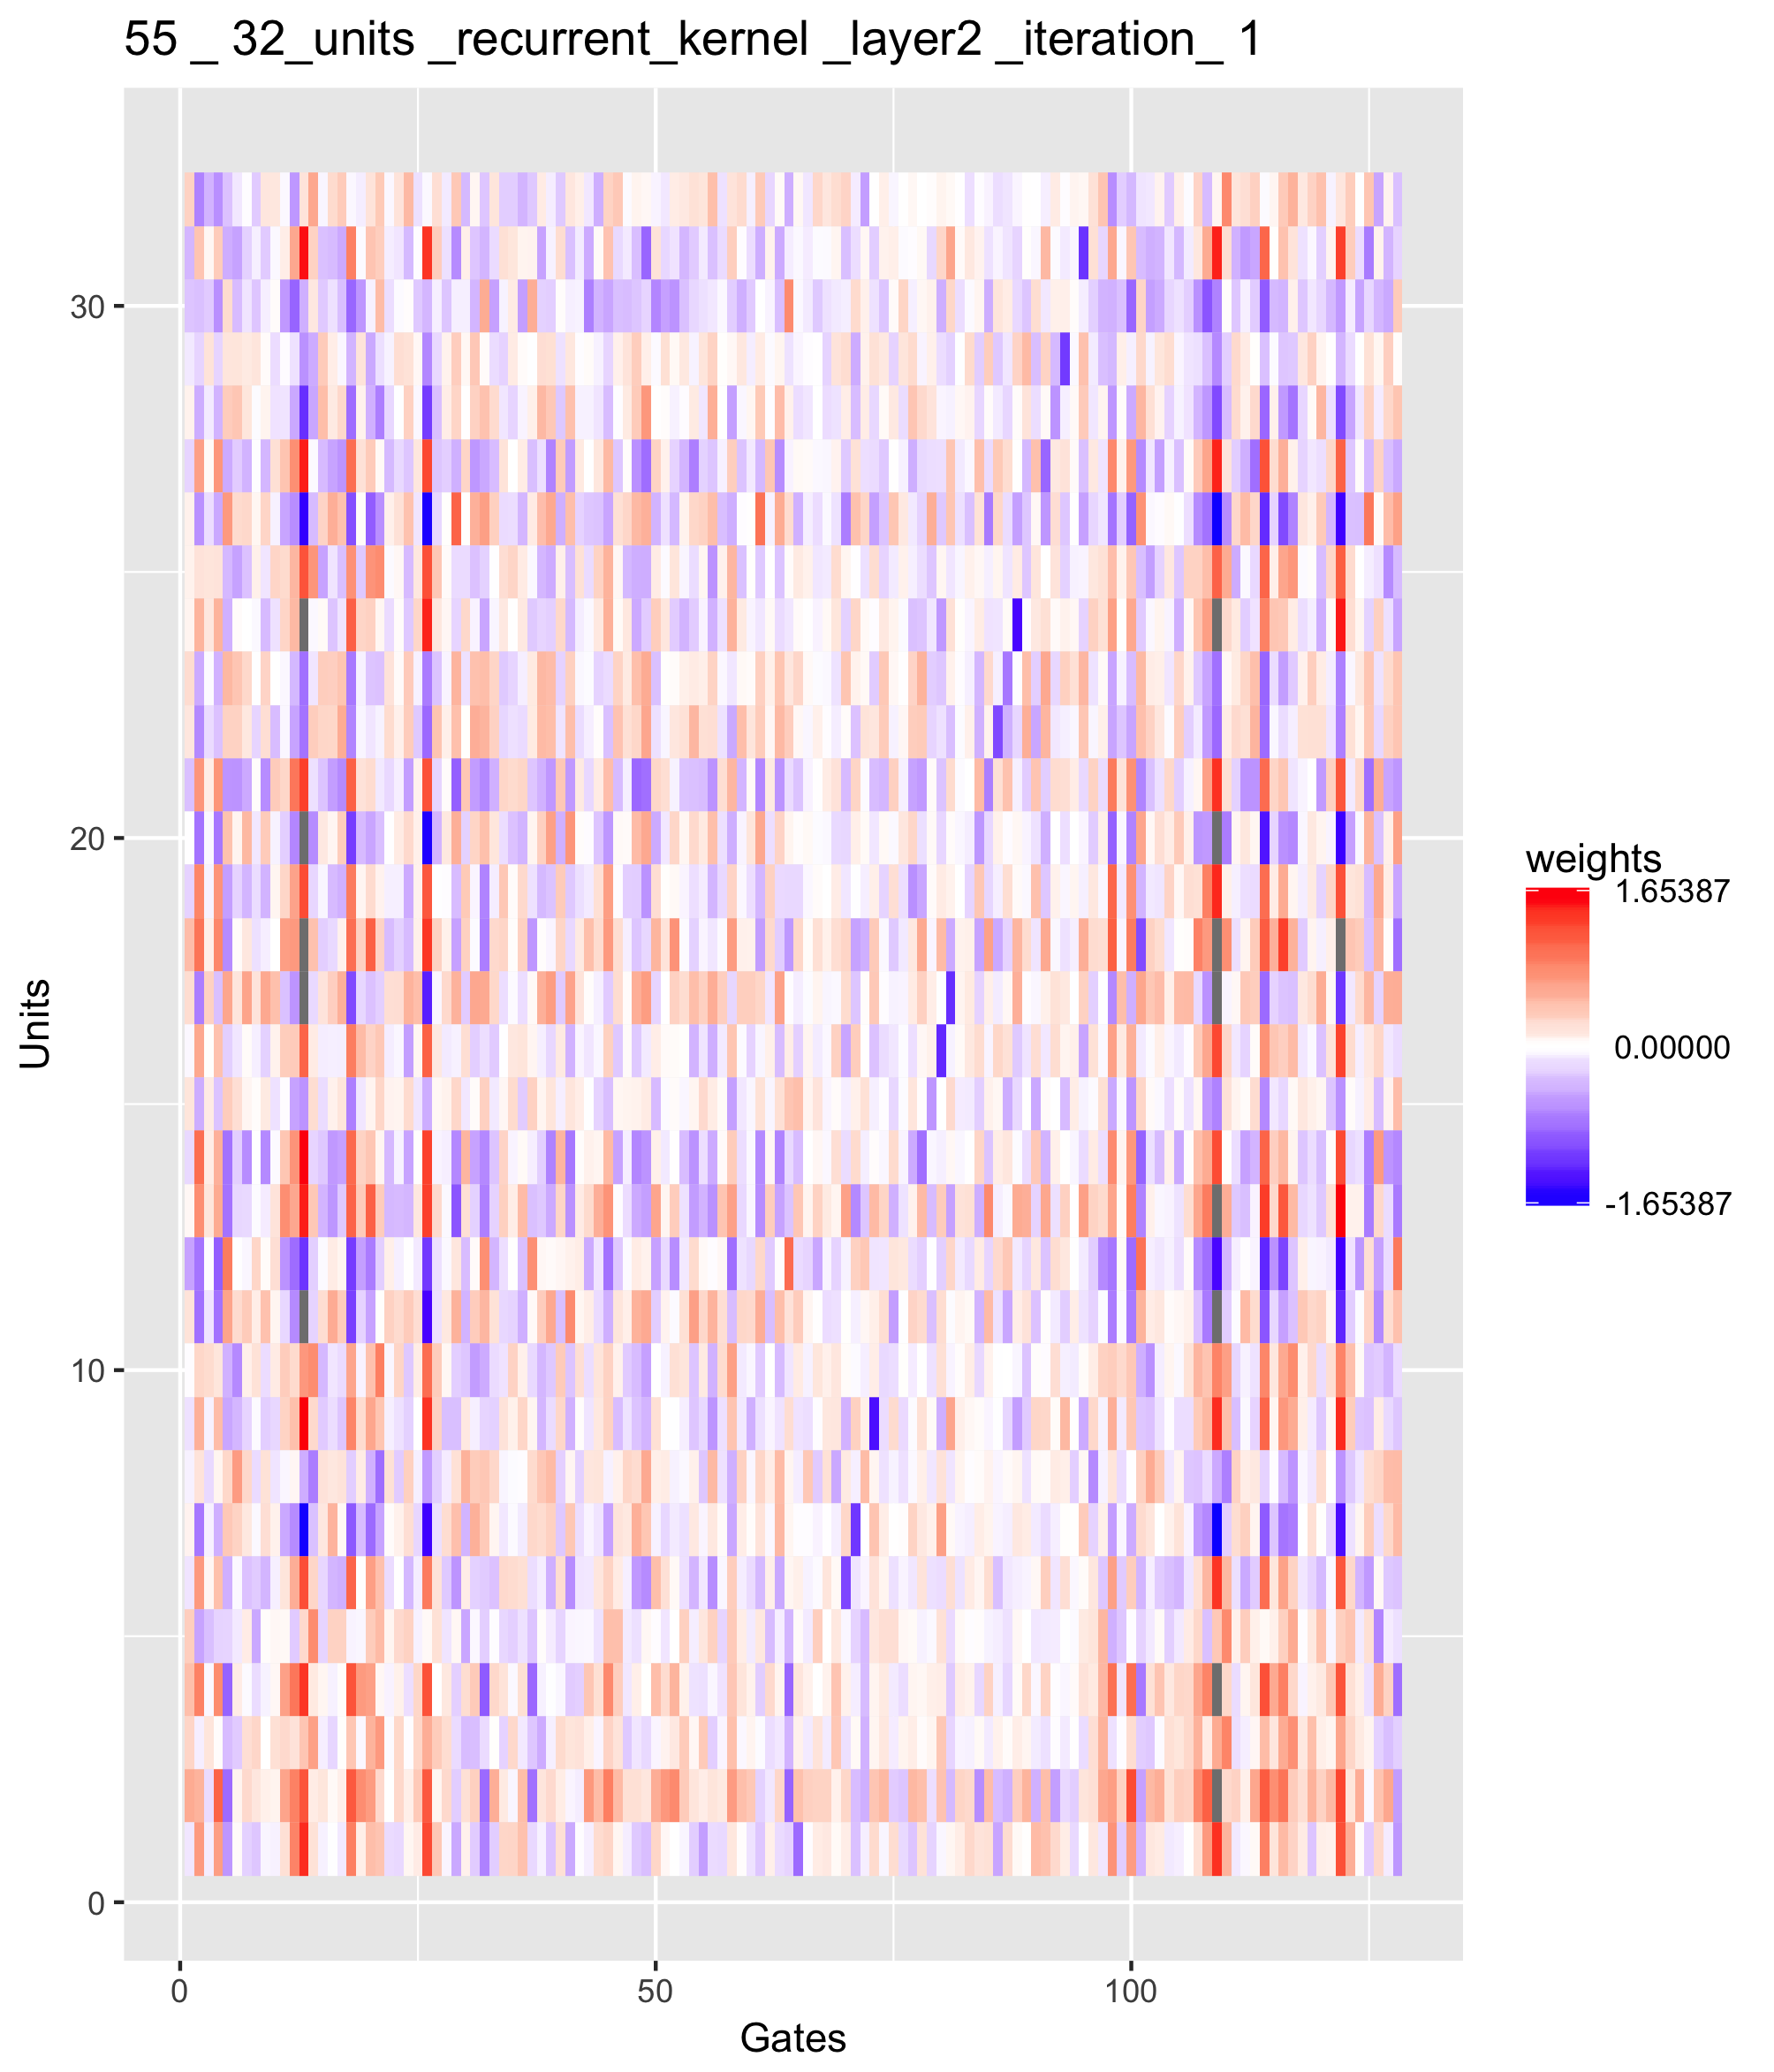 55 _ 32_units _recurrent_kernel _layer2 _iteration_ 1
30
20
10
0
Units
0 50 100
Gates
weights
1.65387
0.00000
-1.65387